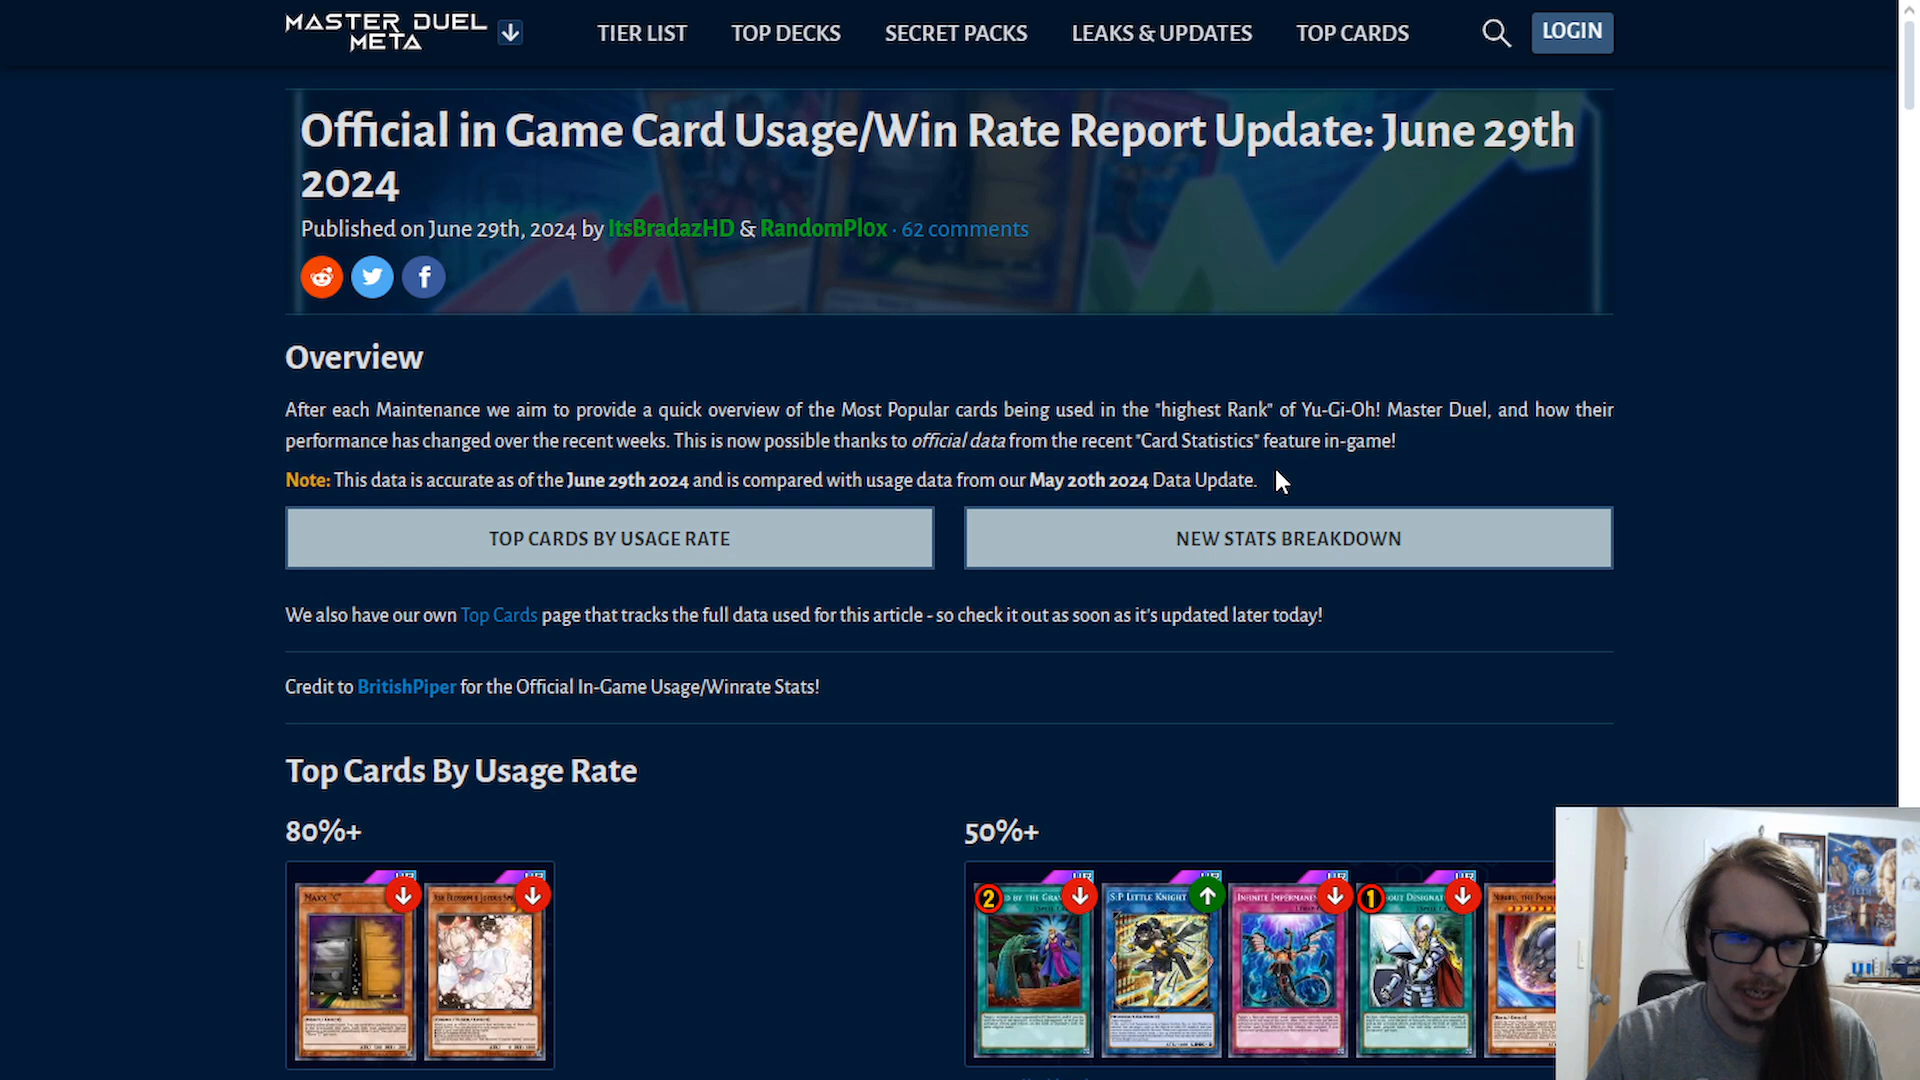 MASTER DUEL
META
TIER LIST
TOP DECKS
SECRET PACKS
LEAKS & UPDATES
TOP CARDS
LOGIN
Official in Game Card Usage/Win Rate Report Update: June 29th
2024
Published on June 29th, 2024 by ItsBradazHD & RandomPlox · 62 comments
Overview
After each Maintenance we aim to provide a quick overview of the Most Popular cards being used in the "highest Rank" of Yu-Gi-Oh! Master Duel, and how their
performance has changed over the recent weeks. This is now possible thanks to official data from the recent "Card Statistics" feature in-game!
Note: This data is accurate as of the June 29th 2024 and is compared with usage data from our May 20th 2024 Data Update.
TOP CARDS BY USAGE RATE
NEW STATS BREAKDOWN
We also have our own Top Cards page that tracks the full data used for this article - so check it out as soon as it's updated later today!
Credit to BritishPiper for the Official In-Game Usage/Winrate Stats!
Top Cards By Usage Rate
80%+
50%+
Maxx "C"
2
S:P Little Knight
Infinite Imperman
1